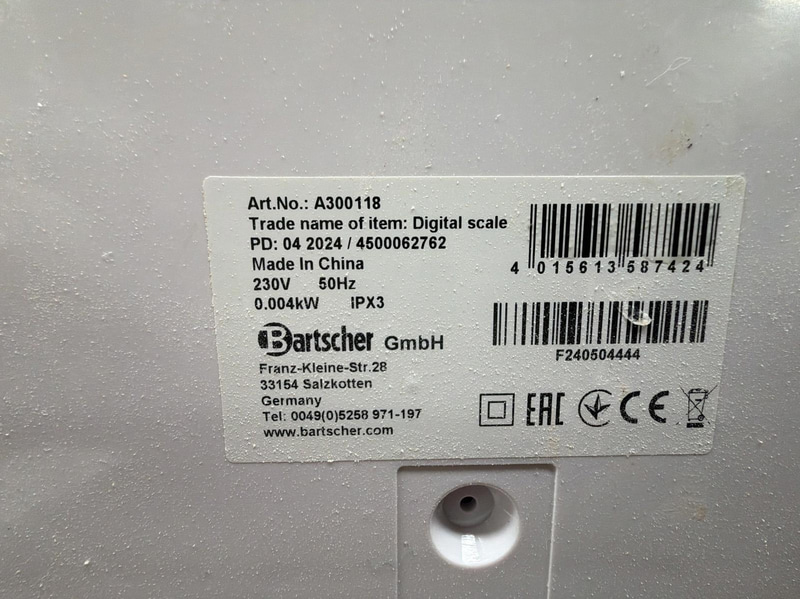 Art.No.: A300118
Trade name of item: Digital scale
PD: 04 2024 / 4500062762
Made In China
230V 50Hz
0.004kW IPX3
Bartscher GmbH
Franz-Kleine-Str.28
33154 Salzkotten
Germany
Tel: 0049(0)5258 971-197
www.bartscher.com
4 015613 587424
F240504444
EAC CE